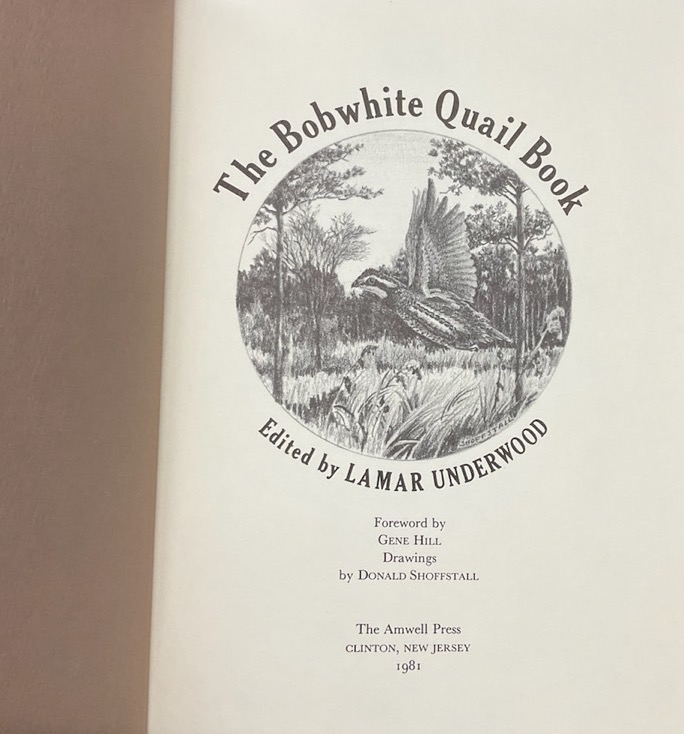 The Bobwhite Quail Book
SHOFFSTALL
Edited by LAMAR UNDERWOOD
Foreword by
GENE HILL
Drawings
by DONALD SHOFFSTALL
The Amwell Press
CLINTON, NEW JERSEY
1981